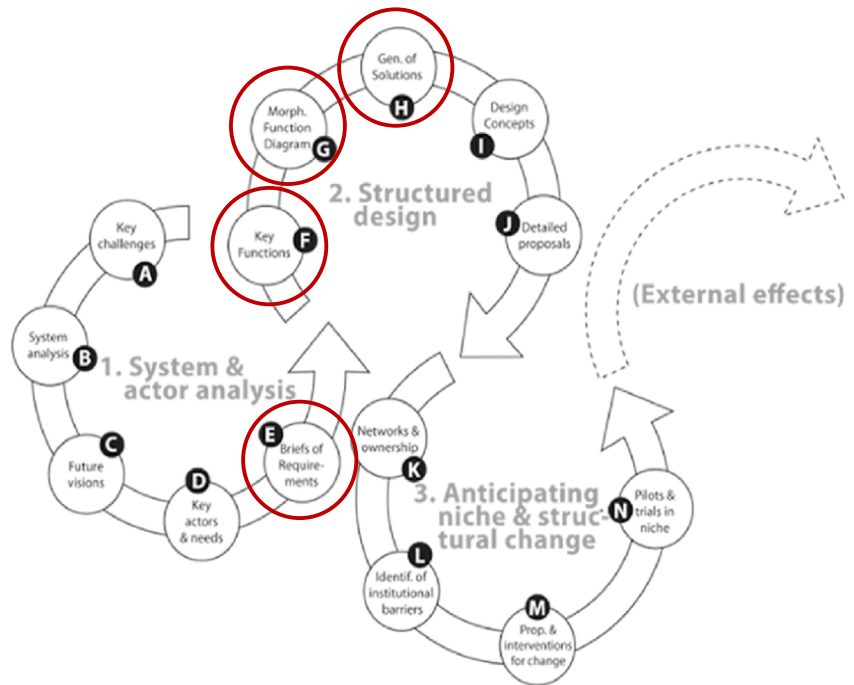 Key
challenges
A
System
analysis
B
1. System &
actor analysis
C
Future
visions
D
Key
actors
& needs
E
Briefs of
Require-
ments
F
Key
Functions
Morph.
Function
Diagram
G
Gen. of
Solutions
H
Design
Concepts
I
2. Structured
design
J
Detailed
proposals
(External effects)
Networks &
ownership
K
3. Anticipating
niche & struc-
tural change
L
Identif. of
institutional
barriers
M
Prop. &
interventions
for change
N
Pilots &
trials in
niche